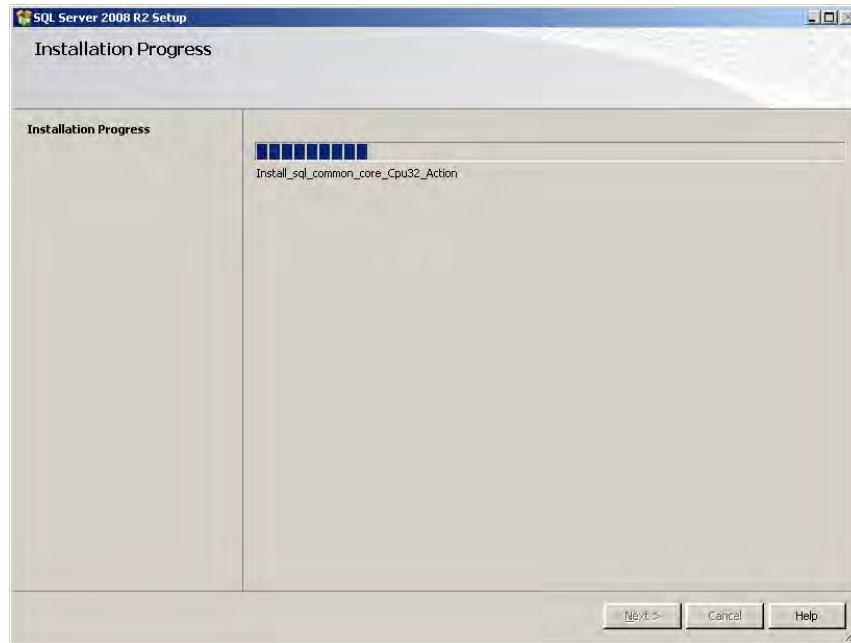 SQL Server 2008 R2 Setup
Installation Progress
Installation Progress
Install_sql_common_core_Cpu32_Action
Next >
Cancel
Help